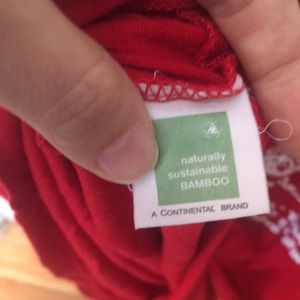 naturally
sustainable
BAMBOO
A CONTINENTAL BRAND